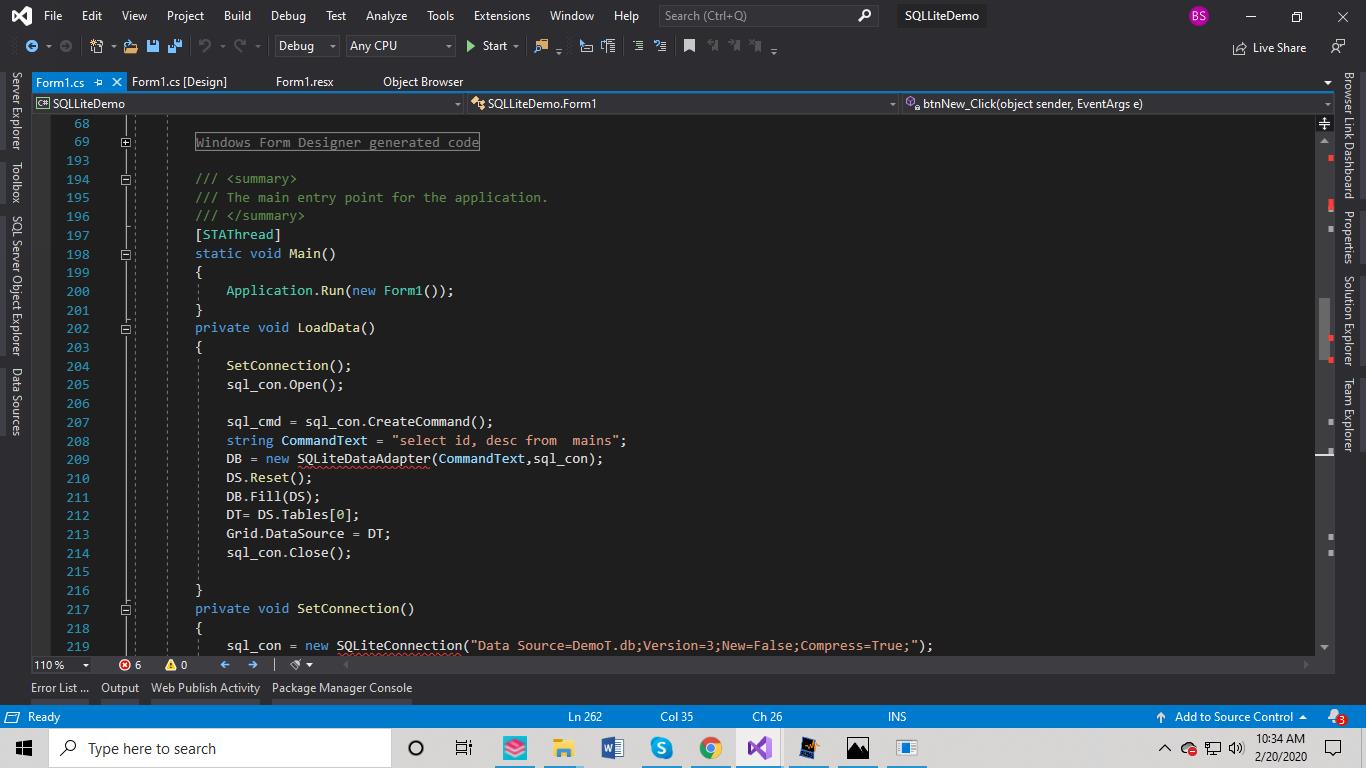 File Edit View Project Build Debug Test Analyze Tools Extensions Window Help Search (Ctrl+Q) SQLLiteDemo BS
Debug Any CPU Start Live Share
Form1.cs Form1.cs [Design] Form1.resx Object Browser
C# SQLLiteDemo SQLLiteDemo.Form1 btnNew_Click(object sender, EventArgs e)
Server Explorer
Toolbox
SQL Server Object Explorer
Data Sources
68
69 Windows Form Designer generated code
193
194 /// <summary>
195 /// The main entry point for the application.
196 /// </summary>
197 [STAThread]
198 static void Main()
199 {
200 Application.Run(new Form1());
201 }
202 private void LoadData()
203 {
204 SetConnection();
205 sql_con.Open();
206
207 sql_cmd = sql_con.CreateCommand();
208 string CommandText = "select id, desc from  mains";
209 DB = new SQLiteDataAdapter(CommandText,sql_con);
210 DS.Reset();
211 DB.Fill(DS);
212 DT= DS.Tables[0];
213 Grid.DataSource = DT;
214 sql_con.Close();
215
216 }
217 private void SetConnection()
218 {
219 sql_con = new SQLiteConnection("Data Source=DemoT.db;Version=3;New=False;Compress=True;");
Browser Link Dashboard
Properties
Solution Explorer
Team Explorer
110 % 6 0
Error List ... Output Web Publish Activity Package Manager Console
Ready Ln 262 Col 35 Ch 26 INS Add to Source Control 3
Type here to search 10:34 AM
2/20/2020